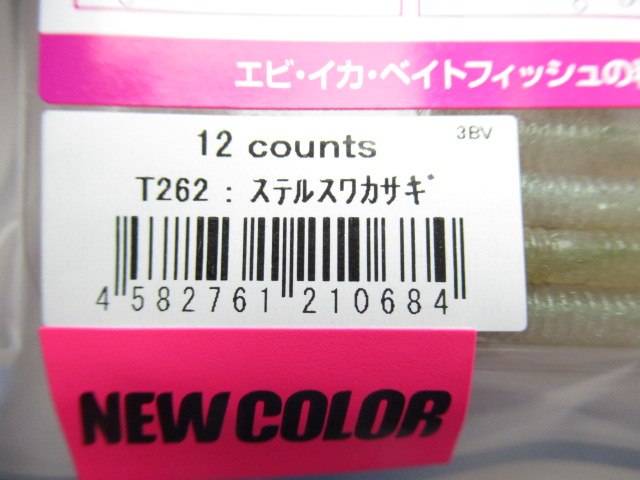 エビ・イカ・ベイトフィッシュの
12 counts
3BV
T262 : ｽﾃﾙｽﾜｶｻｷﾞ
4 582761 210684
NEW COLOR